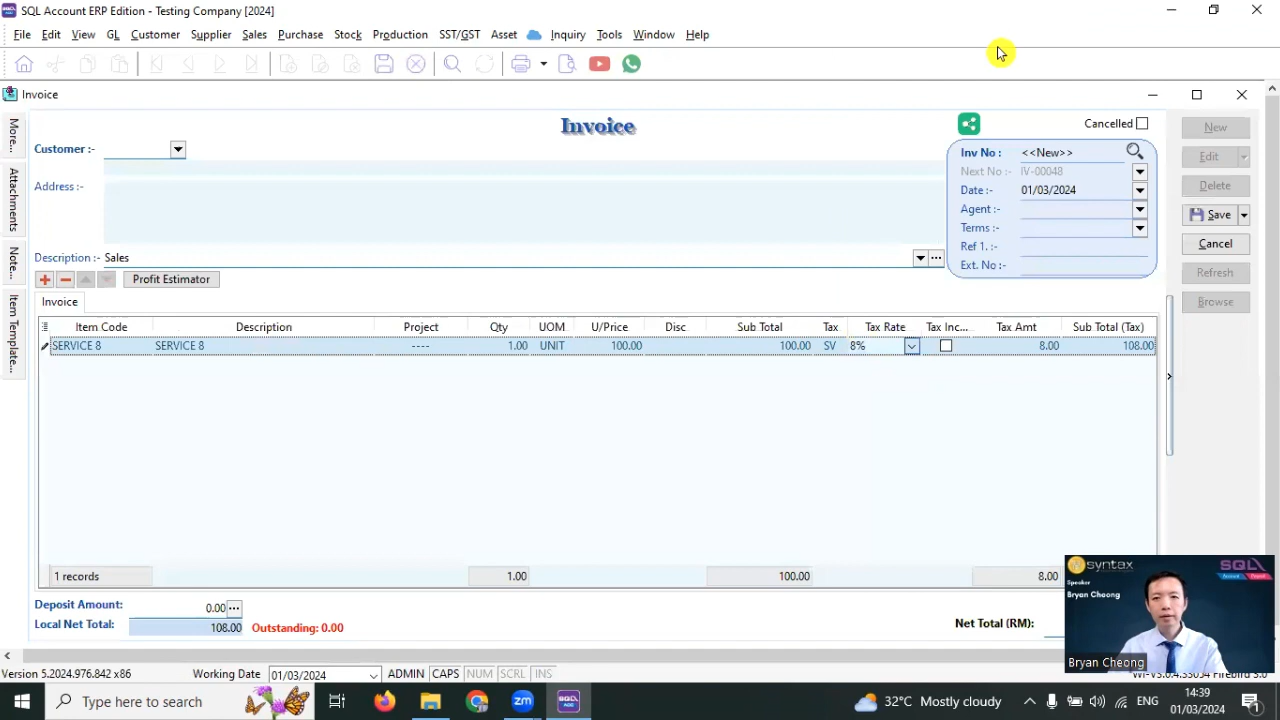 SQL Account ERP Edition - Testing Company [2024]
File Edit View GL Customer Supplier Sales Purchase Stock Production SST/GST Asset Inquiry Tools Window Help
Invoice
Invoice
Cancelled
More...
Attachments
Note...
Item Template...
Customer :-
Address :-
Description :- Sales
Profit Estimator
Inv No : <<New>>
Next No :- IV-00048
Date :- 01/03/2024
Agent :-
Terms :-
Ref 1. :-
Ext. No :-
New
Edit
Delete
Save
Cancel
Refresh
Browse
Invoice
Item Code Description Project Qty UOM U/Price Disc Sub Total Tax Tax Rate Tax Inc... Tax Amt Sub Total (Tax)
SERVICE 8 SERVICE 8 ---- 1.00 UNIT 100.00 100.00 SV 8% 8.00 108.00
1 records 1.00 100.00 8.00
Deposit Amount: 0.00
Local Net Total: 108.00 Outstanding: 0.00
Net Total (RM):
syntax
SQL
Account
Speaker
Bryan Cheong
Bryan Cheong
Version 5.2024.976.842 x86 Working Date 01/03/2024 ADMIN CAPS NUM SCRL INS
Type here to search
zm
32°C Mostly cloudy
ENG
14:39
01/03/2024